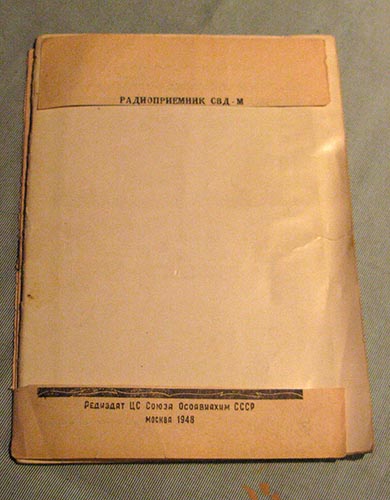 РАДИОПРИЕМНИК СВД-М
Редиздат ЦС Союза Осоавиахим СССР
москва 1948